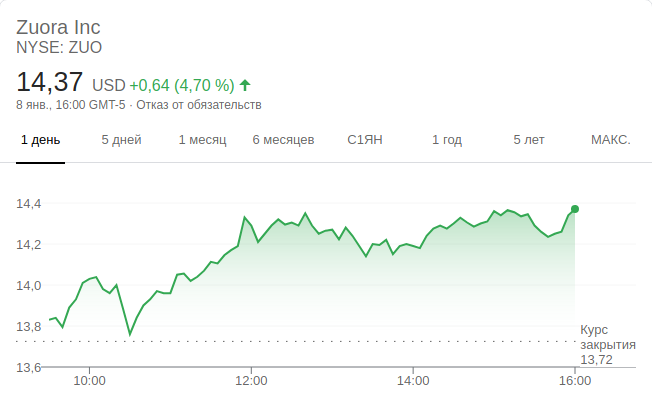 Zuora Inc
NYSE: ZUO
14,37 USD +0,64 (4,70 %)
8 янв., 16:00 GMT-5 · Отказ от обязательств
1 день 5 дней 1 месяц 6 месяцев С1ЯН 1 год 5 лет МАКС.
14,4
14,2
14,0
13,8
Курс
закрытия
13,72
13,6
10:00 12:00 14:00 16:00